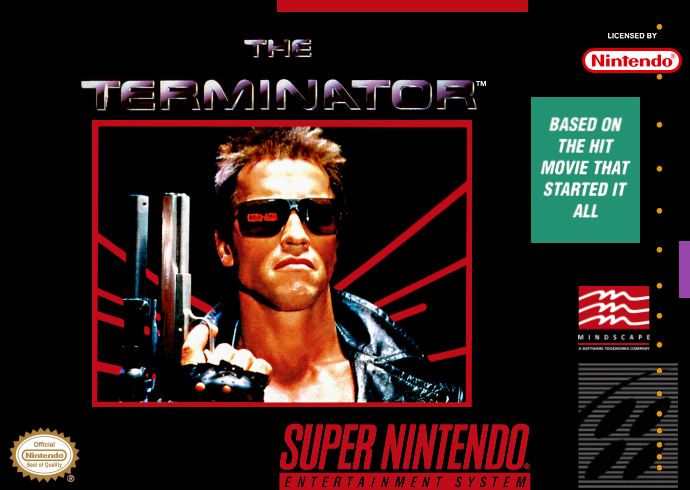 THE
TERMINATOR™
LICENSED BY
Nintendo®
BASED ON
THE HIT
MOVIE THAT
STARTED IT
ALL
MINDSCAPE
A SOFTWARE TOOLWORKS COMPANY
Official
Nintendo
Seal of Quality
®
SUPER NINTENDO®
ENTERTAINMENT SYSTEM